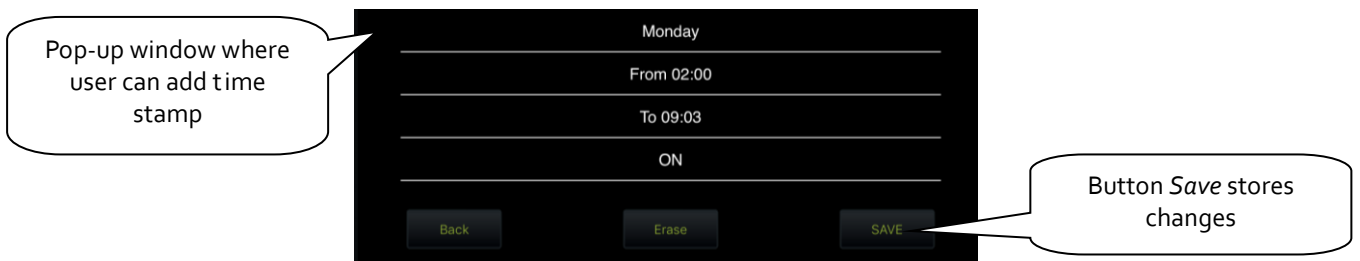 Pop-up window where
user can add time
stamp
Monday
From 02:00
To 09:03
ON
Back
Erase
SAVE
Button Save stores
changes